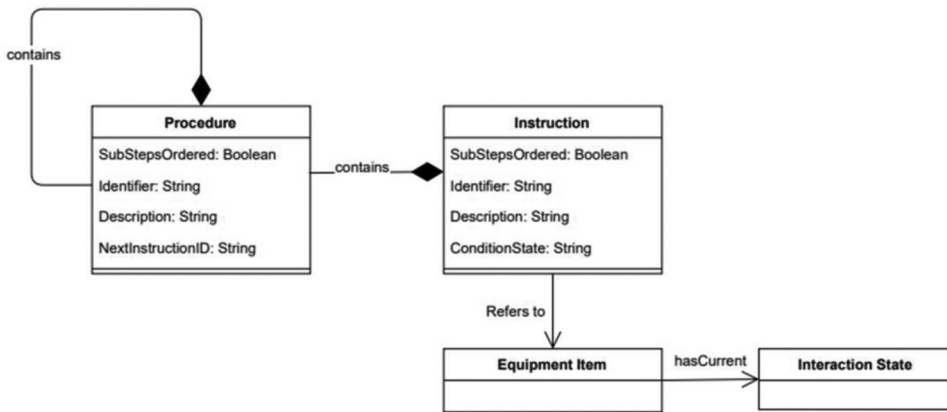 contains
Procedure
SubStepsOrdered: Boolean
Identifier: String
Description: String
NextInstructionID: String
contains
Instruction
SubStepsOrdered: Boolean
Identifier: String
Description: String
ConditionState: String
Refers to
Equipment Item
hasCurrent
Interaction State